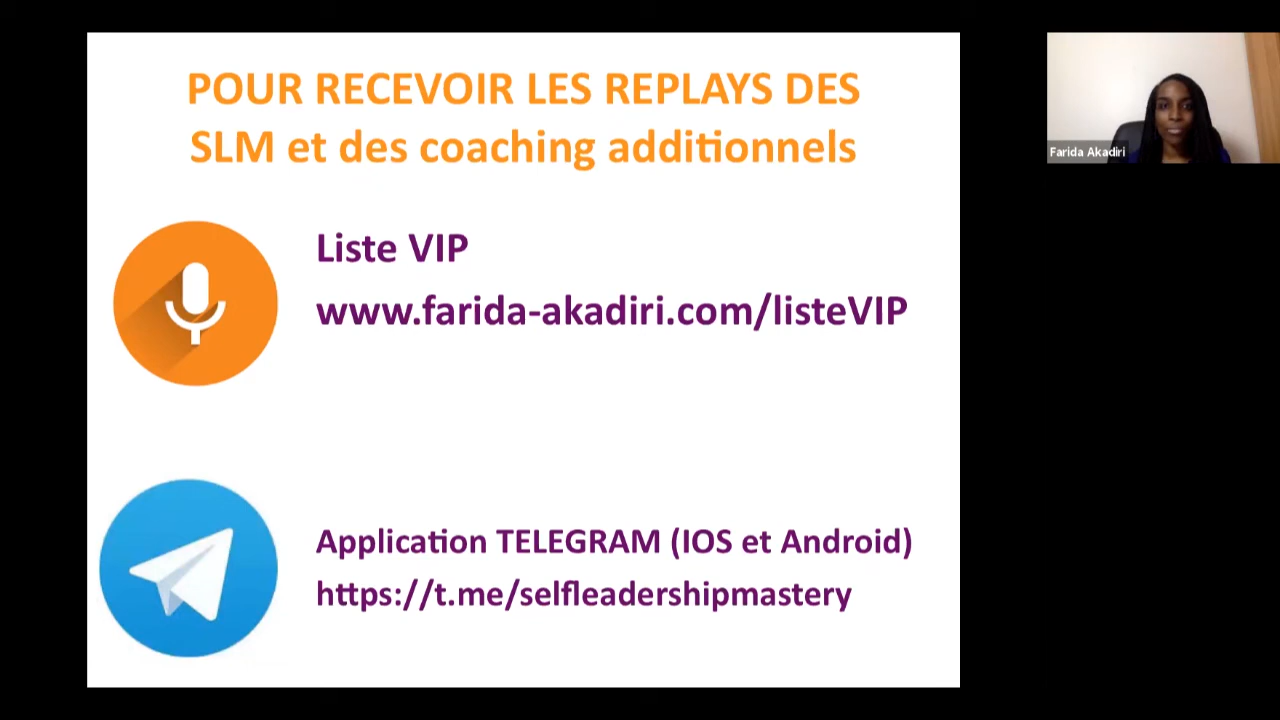 POUR RECEVOIR LES REPLAYS DES
SLM et des coaching additionnels
Liste VIP
www.farida-akadiri.com/listeVIP
Application TELEGRAM (IOS et Android)
https://t.me/selfleadershipmastery
Farida Akadiri